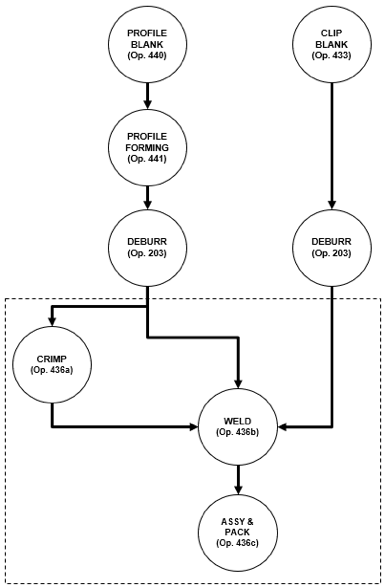 PROFILE
BLANK
(Op. 440)
CLIP
BLANK
(Op. 433)
PROFILE
FORMING
(Op. 441)
DEBURR
(Op. 203)
DEBURR
(Op. 203)
CRIMP
(Op. 436a)
WELD
(Op. 436b)
ASSY &
PACK
(Op. 436c)